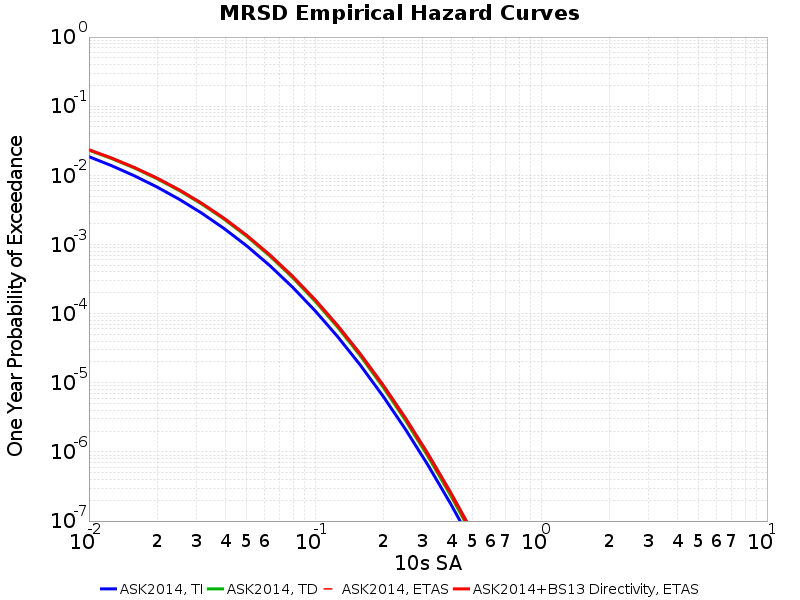 MRSD Empirical Hazard Curves
One Year Probability of Exceedance
10^0
10^-1
10^-2
10^-3
10^-4
10^-5
10^-6
10^-7
10^-2 2 3 4 5 6 10^-1 2 3 4 5 6 7 10^0 2 3 4 5 6 7 10^1
10s SA
ASK2014, TI ASK2014, TD ASK2014, ETAS ASK2014+BS13 Directivity, ETAS